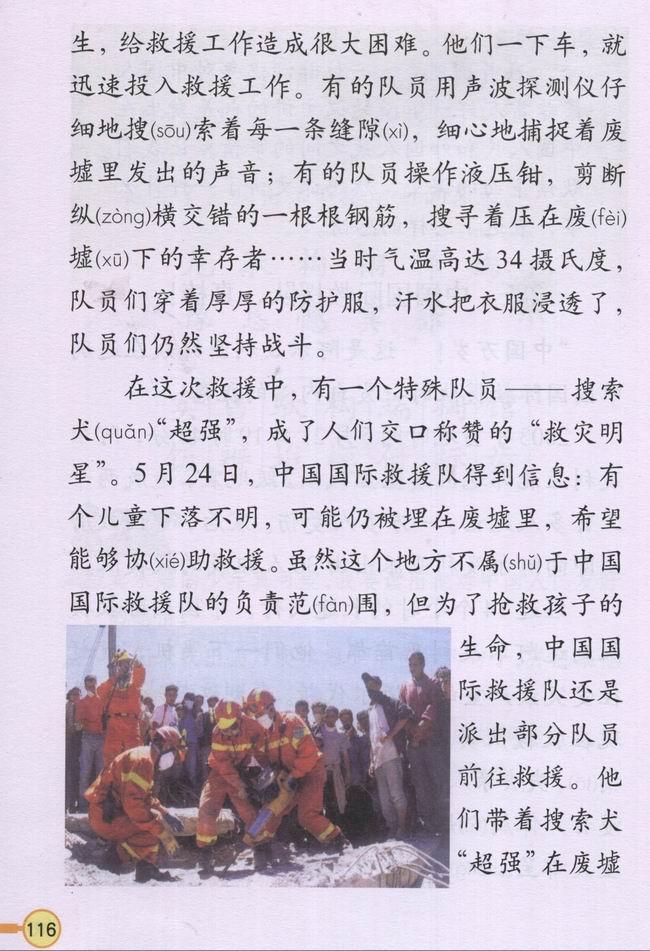 生，给救援工作造成很大困难。他们一下车，就
迅速投入救援工作。有的队员用声波探测仪仔
细地搜(sōu)索着每一条缝隙(xì)，细心地捕捉着废
墟里发出的声音；有的队员操作液压钳，剪断
纵(zòng)横交错的一根根钢筋，搜寻着压在废(fèi)
墟(xū)下的幸存者……当时气温高达 34 摄氏度，
队员们穿着厚厚的防护服，汗水把衣服浸透了，
队员们仍然坚持战斗。
在这次救援中，有一个特殊队员——搜索
犬(quǎn)“超强”，成了人们交口称赞的“救灾明
星”。5 月 24 日，中国国际救援队得到信息：有
个儿童下落不明，可能仍被埋在废墟里，希望
能够协(xié)助救援。虽然这个地方不属(shǔ)于中国
国际救援队的负责范(fàn)围，但为了抢救孩子的
生命，中国国
际救援队还是
派出部分队员
前往救援。他
们带着搜索犬
“超强”在废墟
116